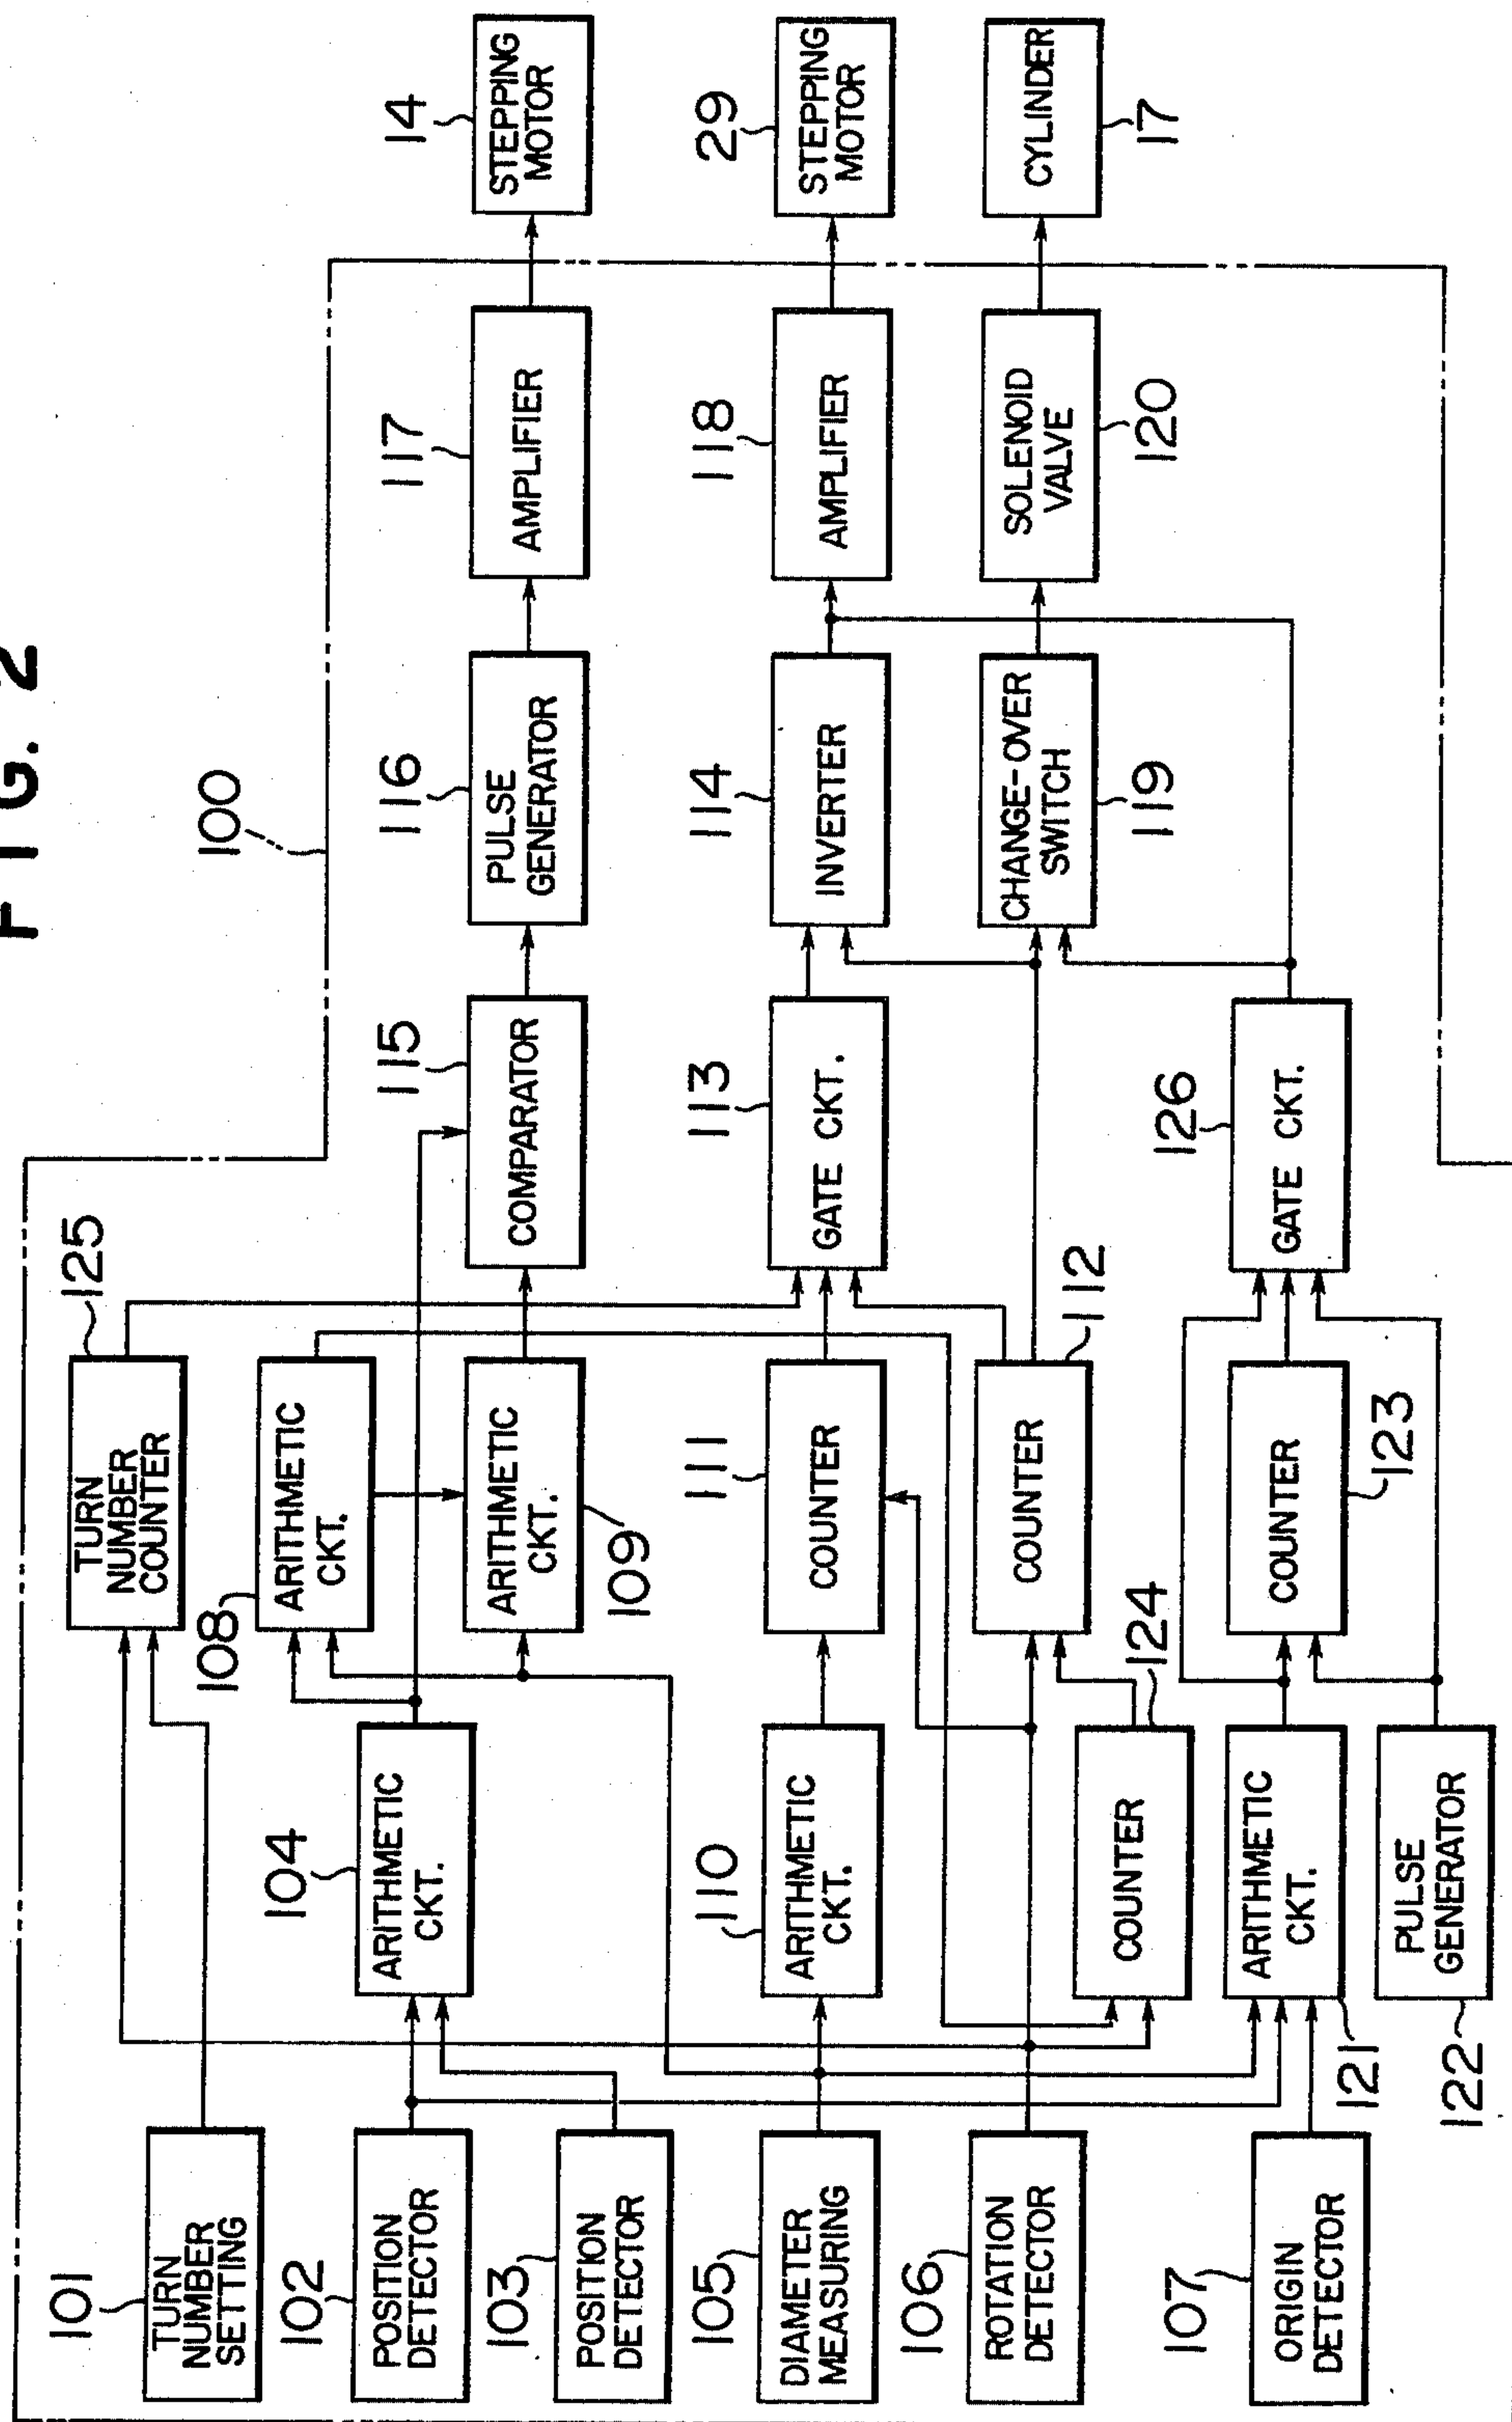 FIG. 2
100
101
TURN
NUMBER
SETTING
102
POSITION
DETECTOR
103
POSITION
DETECTOR
105
DIAMETER
MEASURING
106
ROTATION
DETECTOR
107
ORIGIN
DETECTOR
104
ARITHMETIC
CKT.
110
ARITHMETIC
CKT.
COUNTER
124
ARITHMETIC
CKT.
121
PULSE
GENERATOR
122
125
TURN
NUMBER
COUNTER
108
ARITHMETIC
CKT.
ARITHMETIC
CKT.
109
111
COUNTER
COUNTER
112
COUNTER
123
115
COMPARATOR
113
GATE CKT.
126
GATE CKT.
116
PULSE
GENERATOR
114
INVERTER
CHANGE-OVER
SWITCH
119
117
AMPLIFIER
118
AMPLIFIER
SOLENOID
VALVE
120
14
STEPPING
MOTOR
29
STEPPING
MOTOR
CYLINDER
17